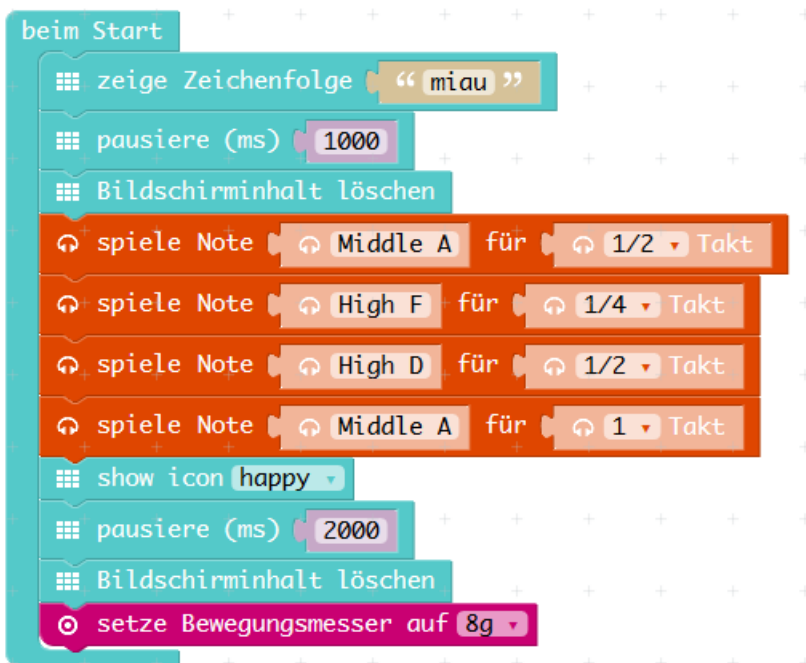 beim Start
zeige Zeichenfolge “ miau ”
pausiere (ms) 1000
Bildschirminhalt löschen
spiele Note Middle A für 1/2 Takt
spiele Note High F für 1/4 Takt
spiele Note High D für 1/2 Takt
spiele Note Middle A für 1 Takt
show icon happy
pausiere (ms) 2000
Bildschirminhalt löschen
setze Bewegungsmesser auf 8g